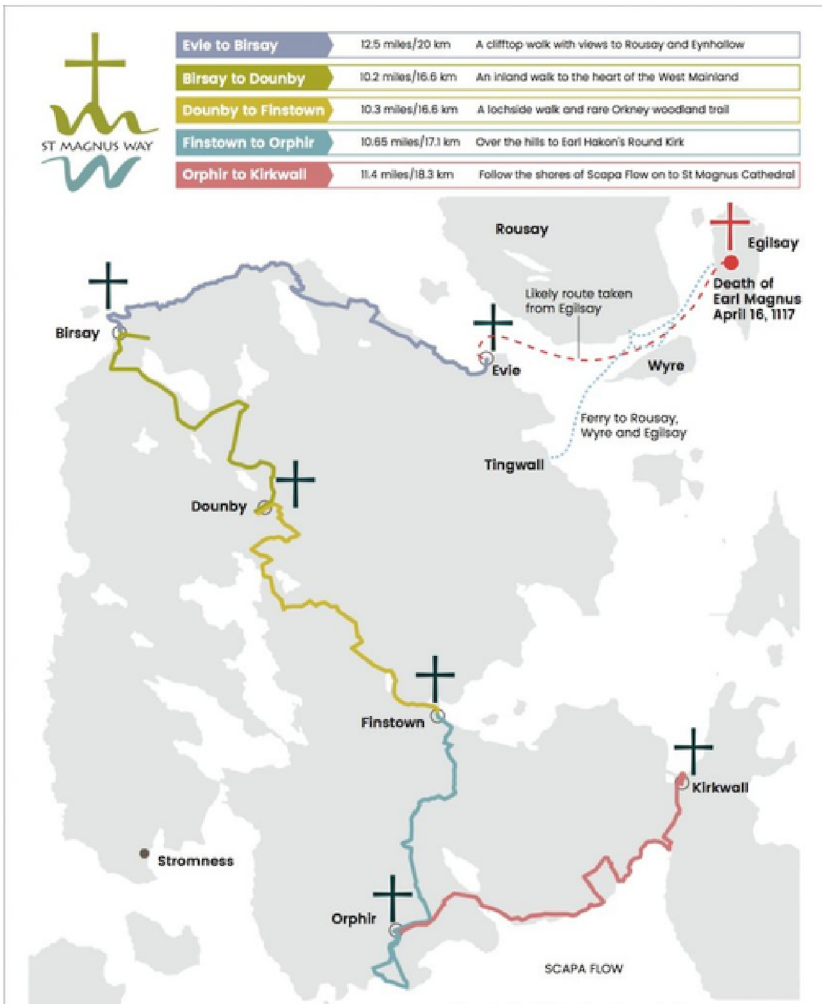 Evie to Birsay 12.5 miles/20 km A clifftop walk with views to Rousay and Eynhallow
Birsay to Dounby 10.2 miles/16.6 km An inland walk to the heart of the West Mainland
Dounby to Finstown 10.3 miles/16.6 km A lochside walk and rare Orkney woodland trail
ST MAGNUS WAY
Finstown to Orphir 10.65 miles/17.1 km Over the hills to Earl Hakon's Round Kirk
Orphir to Kirkwall 11.4 miles/18.3 km Follow the shores of Scapa Flow on to St Magnus Cathedral
Rousay
Egilsay
Death of
Earl Magnus
April 16, 1117
Likely route taken
from Egilsay
Birsay
Evie
Wyre
Ferry to Rousay,
Wyre and Egilsay
Tingwall
Dounby
Finstown
Kirkwall
Stromness
Orphir
SCAPA FLOW